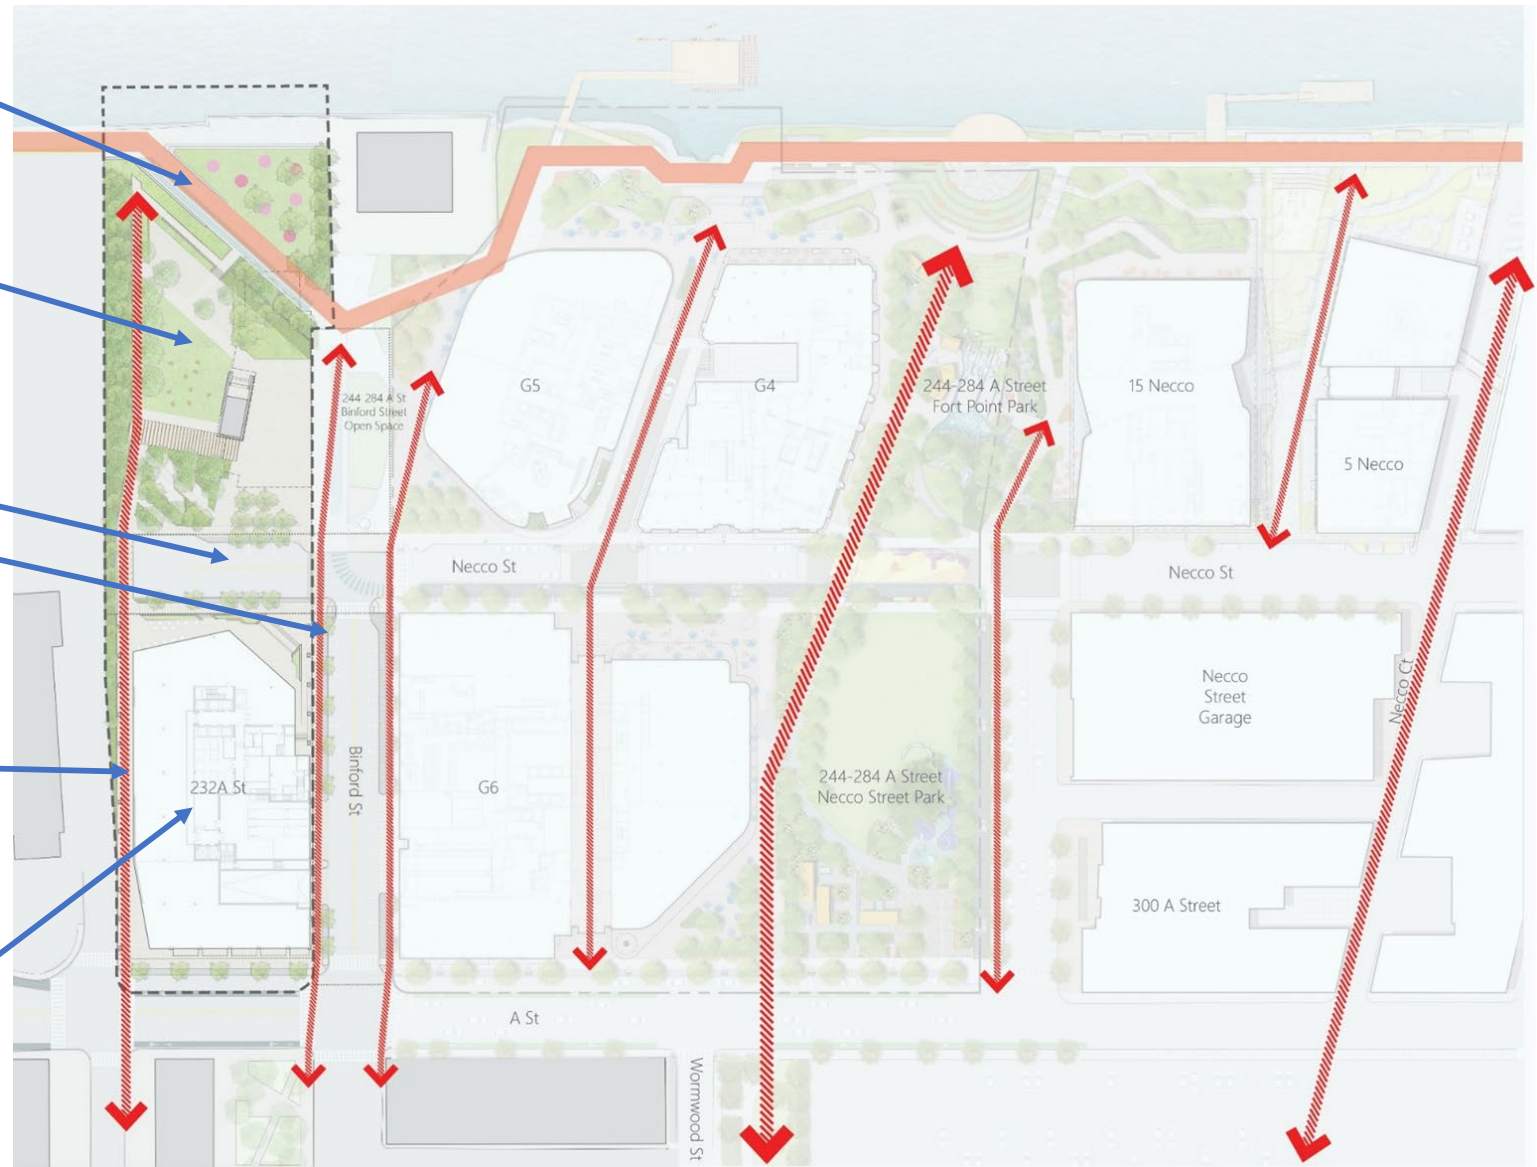 244-284 A St
Binford Street
Open Space
G5
G4
244-284 A Street
Fort Point Park
15 Necco
5 Necco
Necco St
Necco St
232A St
Binford St
G6
244-284 A Street
Necco Street Park
Necco
Street
Garage
Necco Ct
300 A Street
A St
Wormwood St